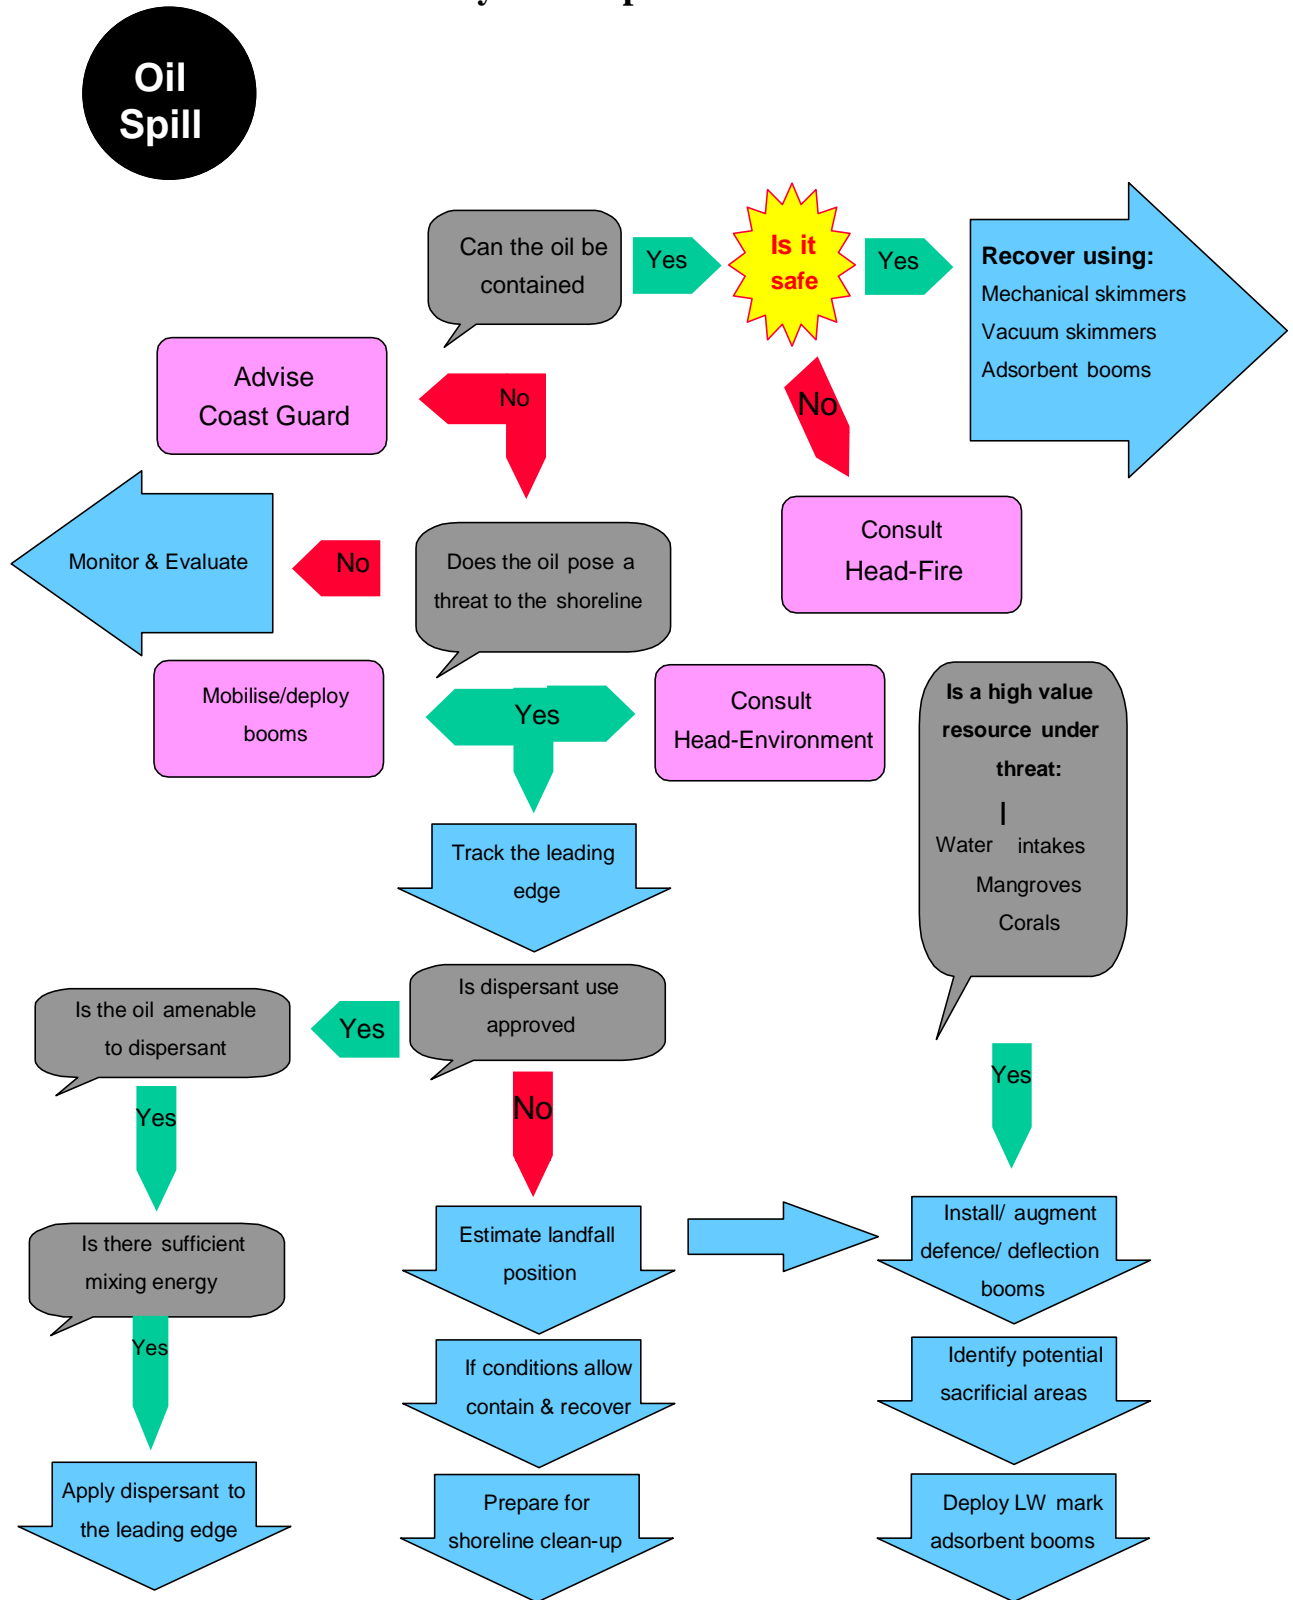 Oil
Spill
Can the oil be
contained
Yes
Is it
safe
Yes
Recover using:
Mechanical skimmers
Vacuum skimmers
Adsorbent booms
Advise
Coast Guard
No
No
Consult
Head-Fire
Monitor & Evaluate
No
Does the oil pose a
threat to the shoreline
Mobilise/deploy
booms
Yes
Consult
Head-Environment
Is a high value
resource under
threat:
|
Water intakes
Mangroves
Corals
Track the leading
edge
Is the oil amenable
to dispersant
Yes
Is dispersant use
approved
Yes
No
Yes
Is there sufficient
mixing energy
Estimate landfall
position
Install/ augment
defence/ deflection
booms
Yes
If conditions allow
contain & recover
Identify potential
sacrificial areas
Apply dispersant to
the leading edge
Prepare for
shoreline clean-up
Deploy LW mark
adsorbent booms